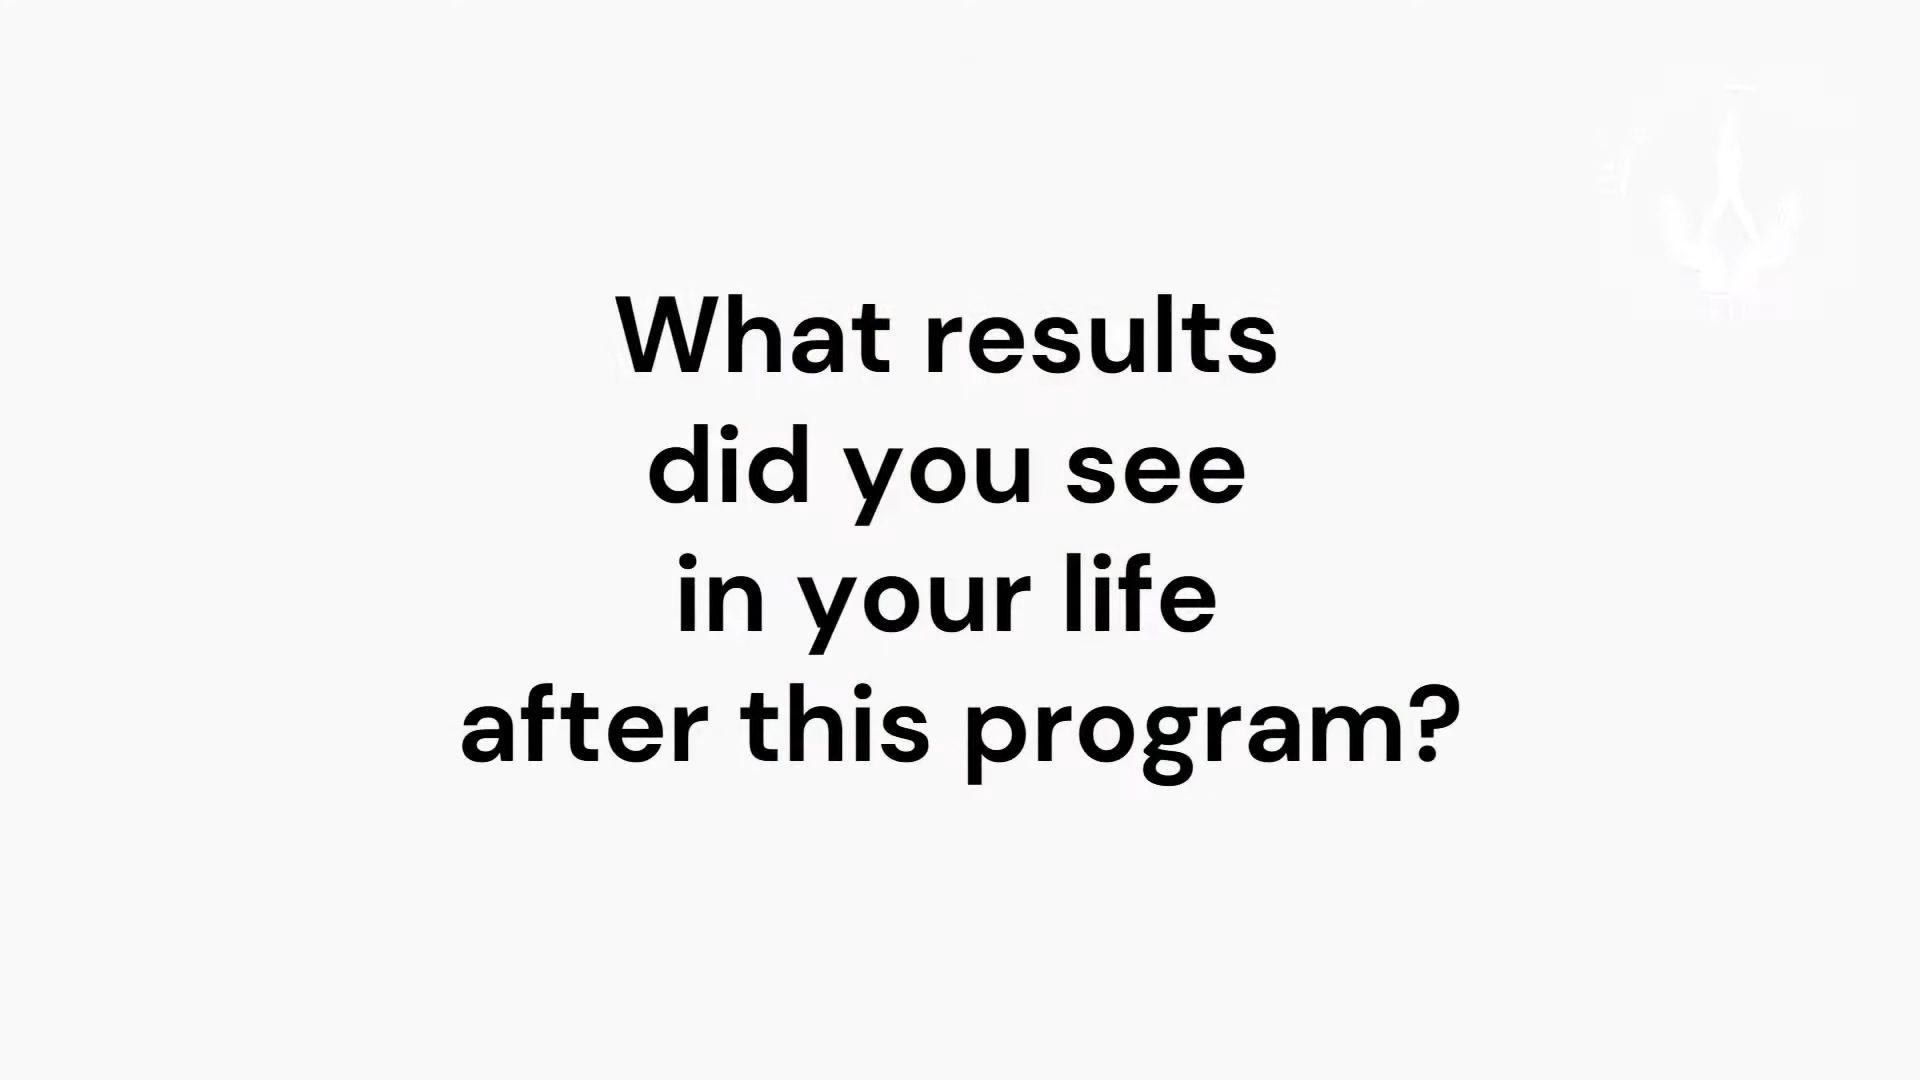 What results
did you see
in your life
after this program?